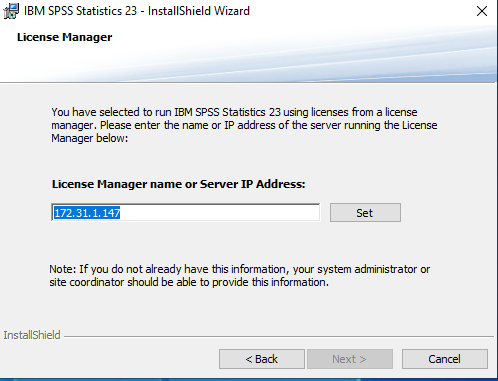 IBM SPSS Statistics 23 - InstallShield Wizard
License Manager
You have selected to run IBM SPSS Statistics 23 using licenses from a license
manager. Please enter the name or IP address of the server running the License
Manager below:
License Manager name or Server IP Address:
172.31.1.147 Set
Note: If you do not already have this information, your system administrator or
site coordinator should be able to provide this information.
InstallShield
< Back Next > Cancel